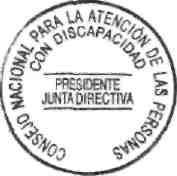 CONSEJO NACIONAL PARA LA ATENCIÓN DE LAS PERSONAS
CON DISCAPACIDAD
PRESIDENTE
JUNTA DIRECTIVA